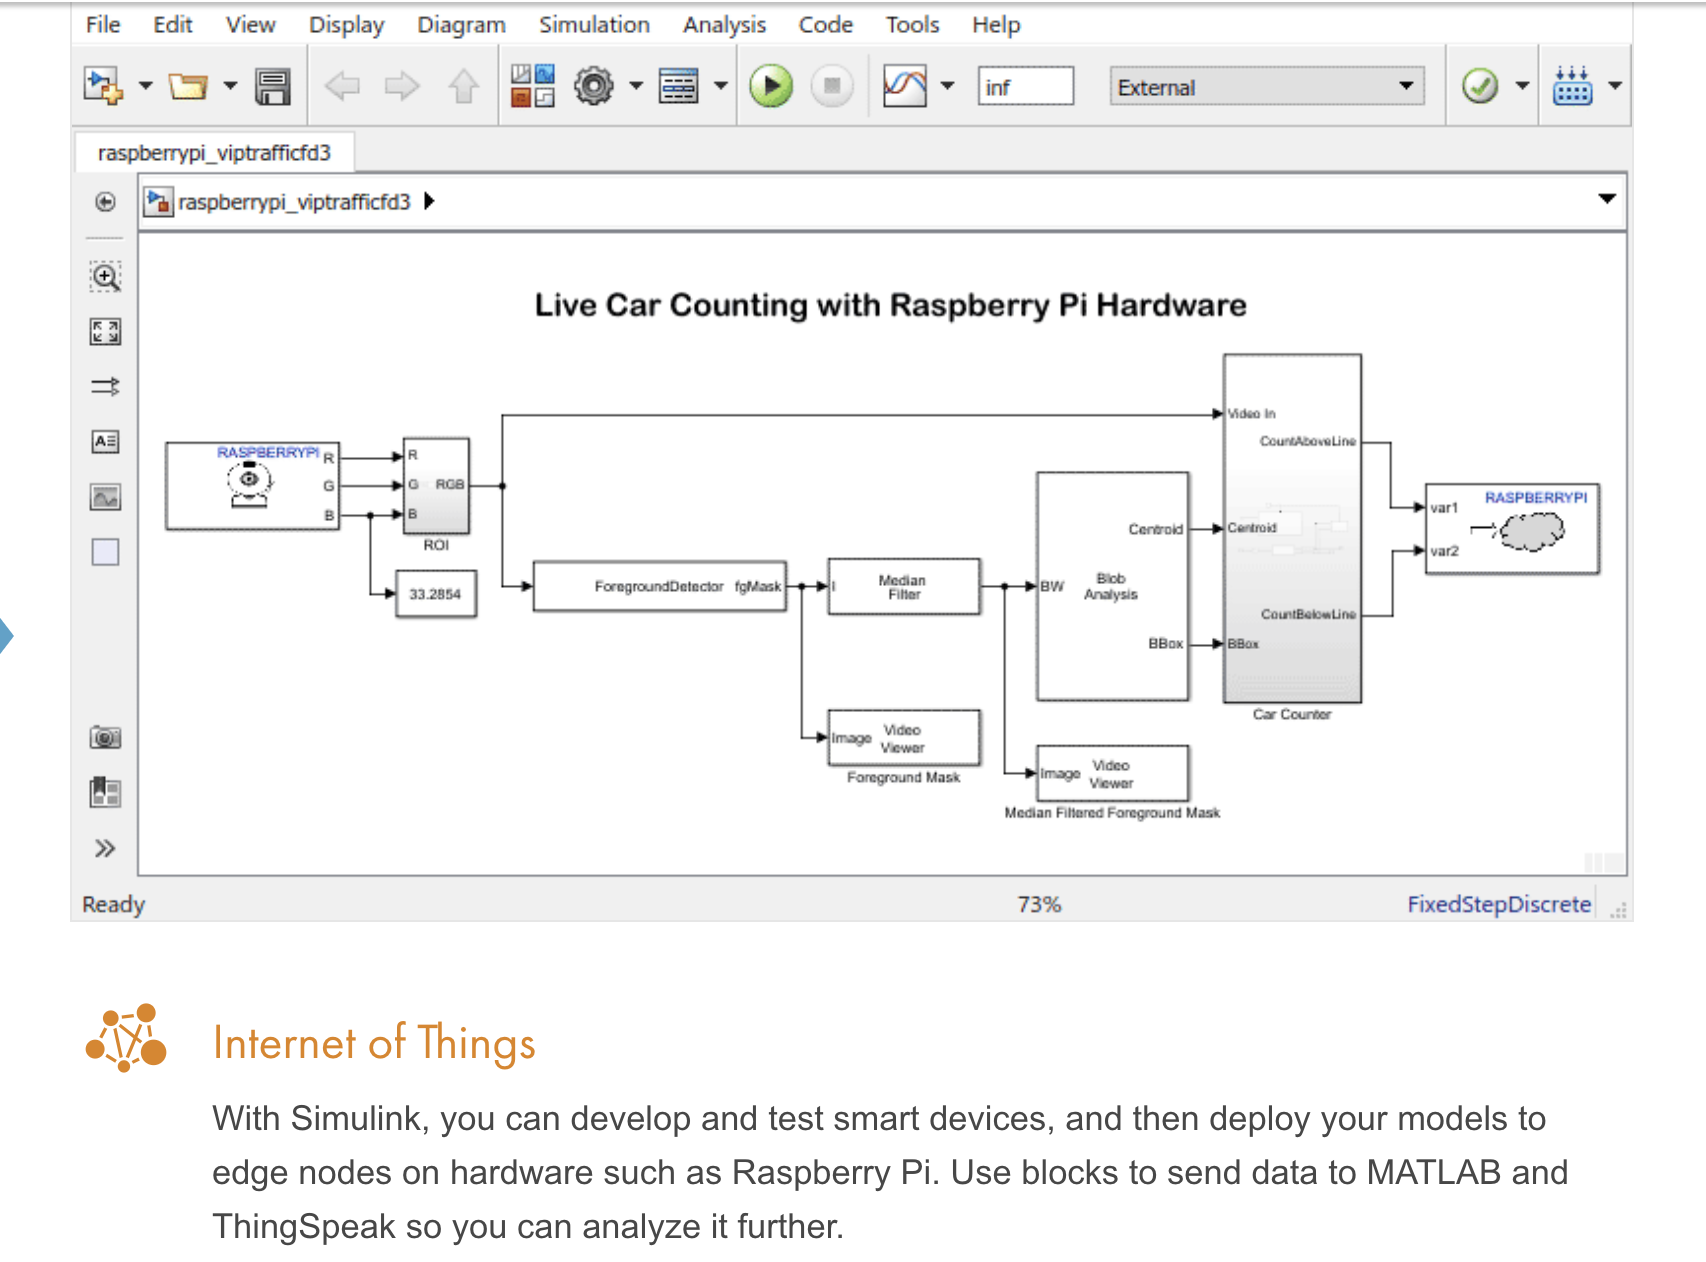 File Edit View Display Diagram Simulation Analysis Code Tools Help
inf External
raspberrypi_viptrafficfd3
raspberrypi_viptrafficfd3
Live Car Counting with Raspberry Pi Hardware
RASPBERRYPI
R
G
B
R
G RGB
B
ROI
33.2854
ForegroundDetector fgMask
I Median
Filter
Image Video
Viewer
Foreground Mask
BW Blob
Analysis
Centroid
BBox
Image Video
Viewer
Median Filtered Foreground Mask
Video In
CountAboveLine
Centroid
CountBelowLine
BBox
Car Counter
RASPBERRYPI
var1
var2
Ready 73% FixedStepDiscrete
Internet of Things
With Simulink, you can develop and test smart devices, and then deploy your models to
edge nodes on hardware such as Raspberry Pi. Use blocks to send data to MATLAB and
ThingSpeak so you can analyze it further.